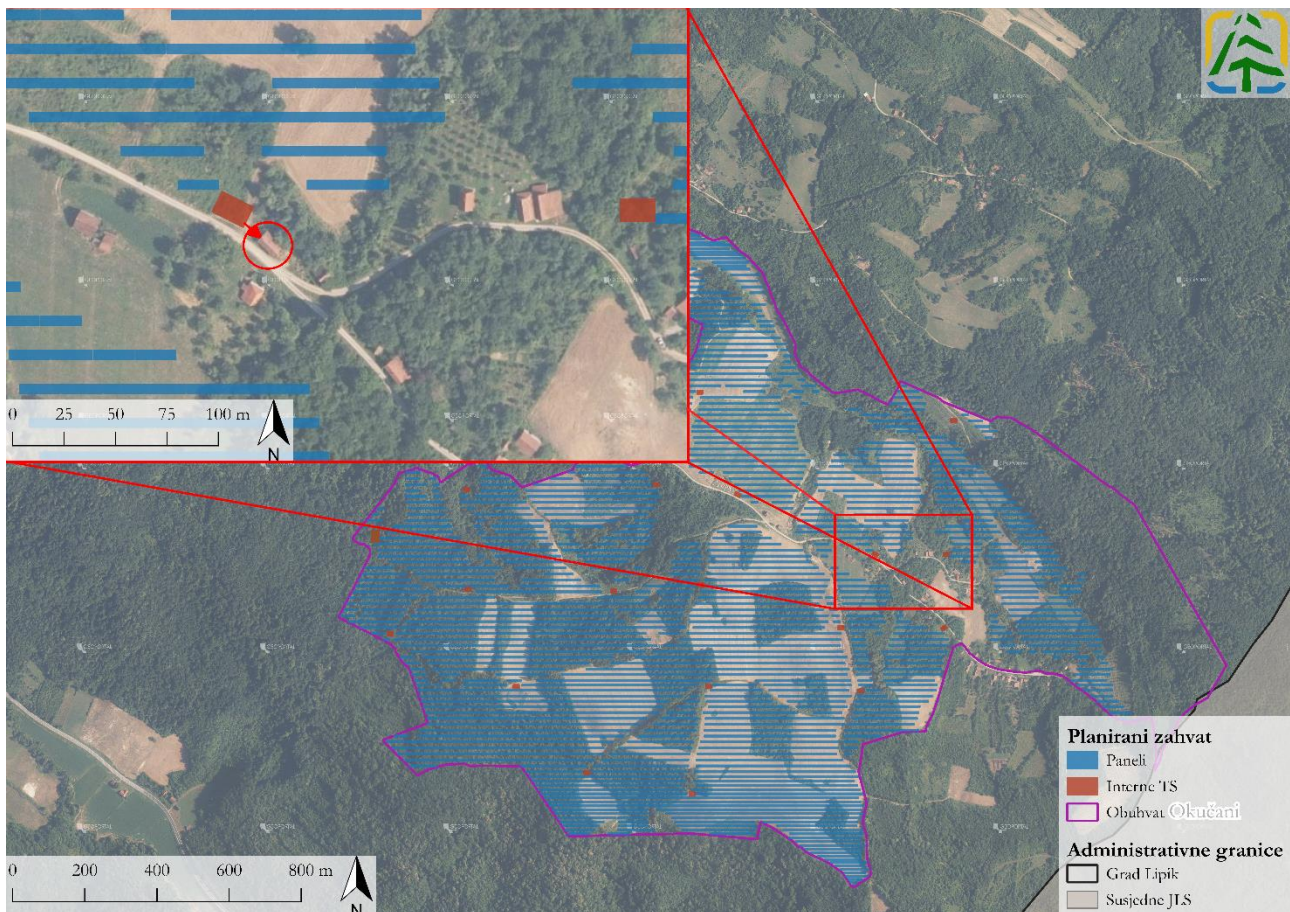 0 25 50 75 100 m
N
0 200 400 600 800 m
N
Planirani zahvat
Paneli
Interne TS
Obuhvat Okučani
Administrativne granice
Grad Lipik
Susjedne JLS